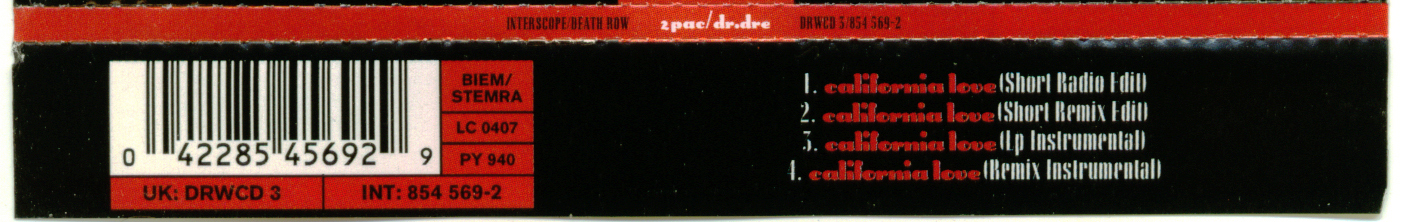 INTERSCOPE/DEATH ROW 2pac/dr.dre DRWCD 3/854 569-2
BIEM/
STEMRA
LC 0407
PY 940
0 42285 45692 9
UK: DRWCD 3 INT: 854 569-2
1. california love (Short Radio Edit)
2. california love (Short Remix Edit)
3. california love (Lp Instrumental)
4. california love (Remix Instrumental)